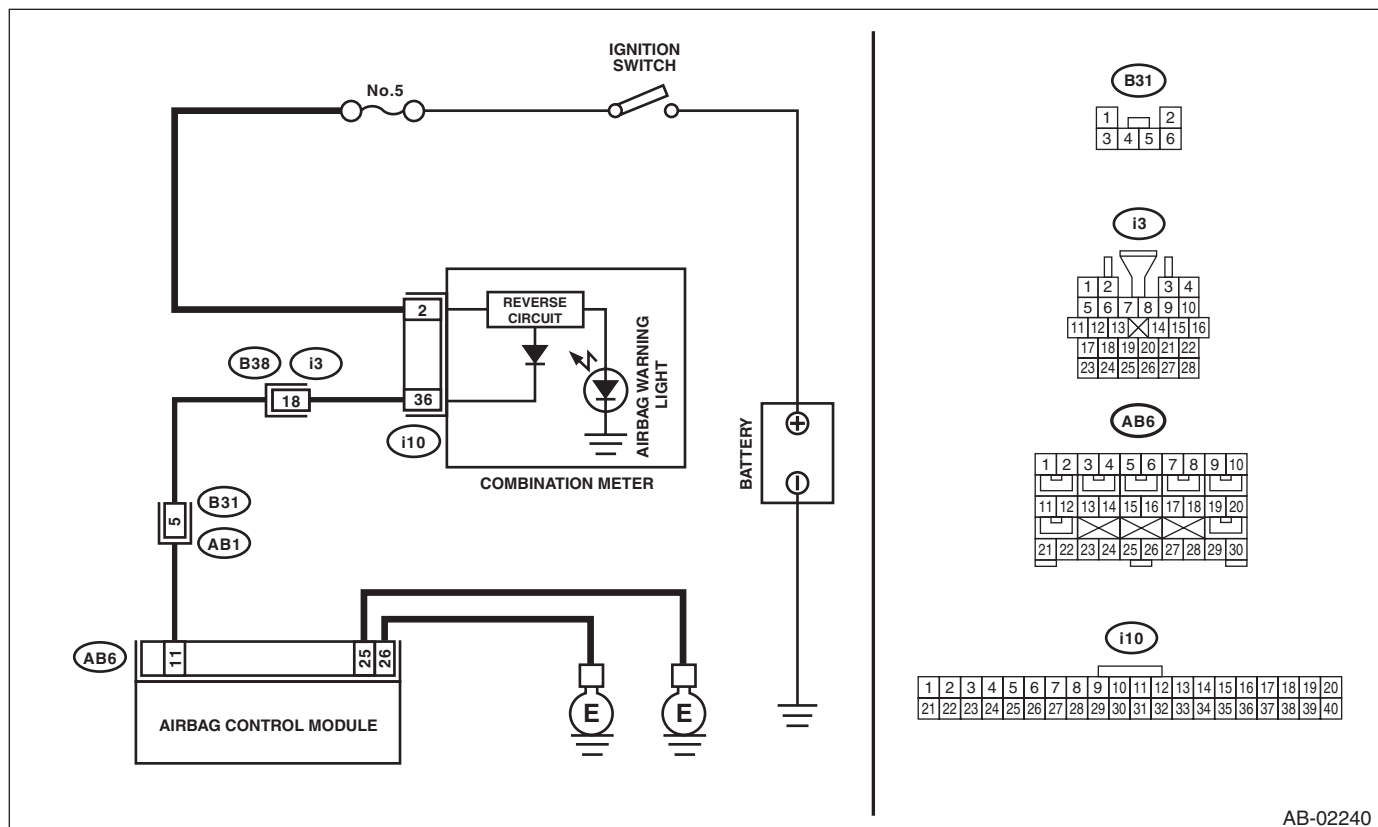 IGNITION
SWITCH
No.5
2
REVERSE
CIRCUIT
AIRBAG WARNING
LIGHT
B38 i3
18
36
i10
COMBINATION METER
BATTERY
+
-
5
B31
AB1
AB6
11
25
26
AIRBAG CONTROL MODULE
E
E
B31
1 2
3 4 5 6
i3
1 2 3 4
5 6 7 8 9 10
11 12 13 14 15 16
17 18 19 20 21 22
23 24 25 26 27 28
AB6
1 2 3 4 5 6 7 8 9 10
11 12 13 14 15 16 17 18 19 20
21 22 23 24 25 26 27 28 29 30
i10
1 2 3 4 5 6 7 8 9 10 11 12 13 14 15 16 17 18 19 20
21 22 23 24 25 26 27 28 29 30 31 32 33 34 35 36 37 38 39 40
AB-02240